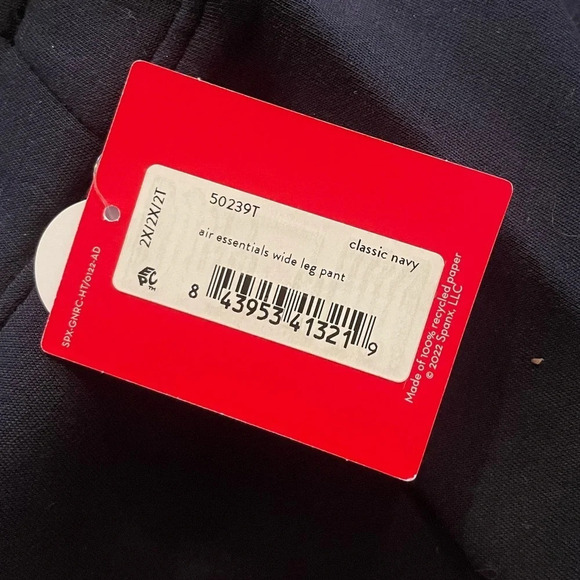 50239T
2X/2X/2T
air essentials wide leg pant
classic navy
8 43953 41321 9
SPX-GNRC-HT/0122-AD
Made of 100% recycled paper
© 2022 Spanx, LLC